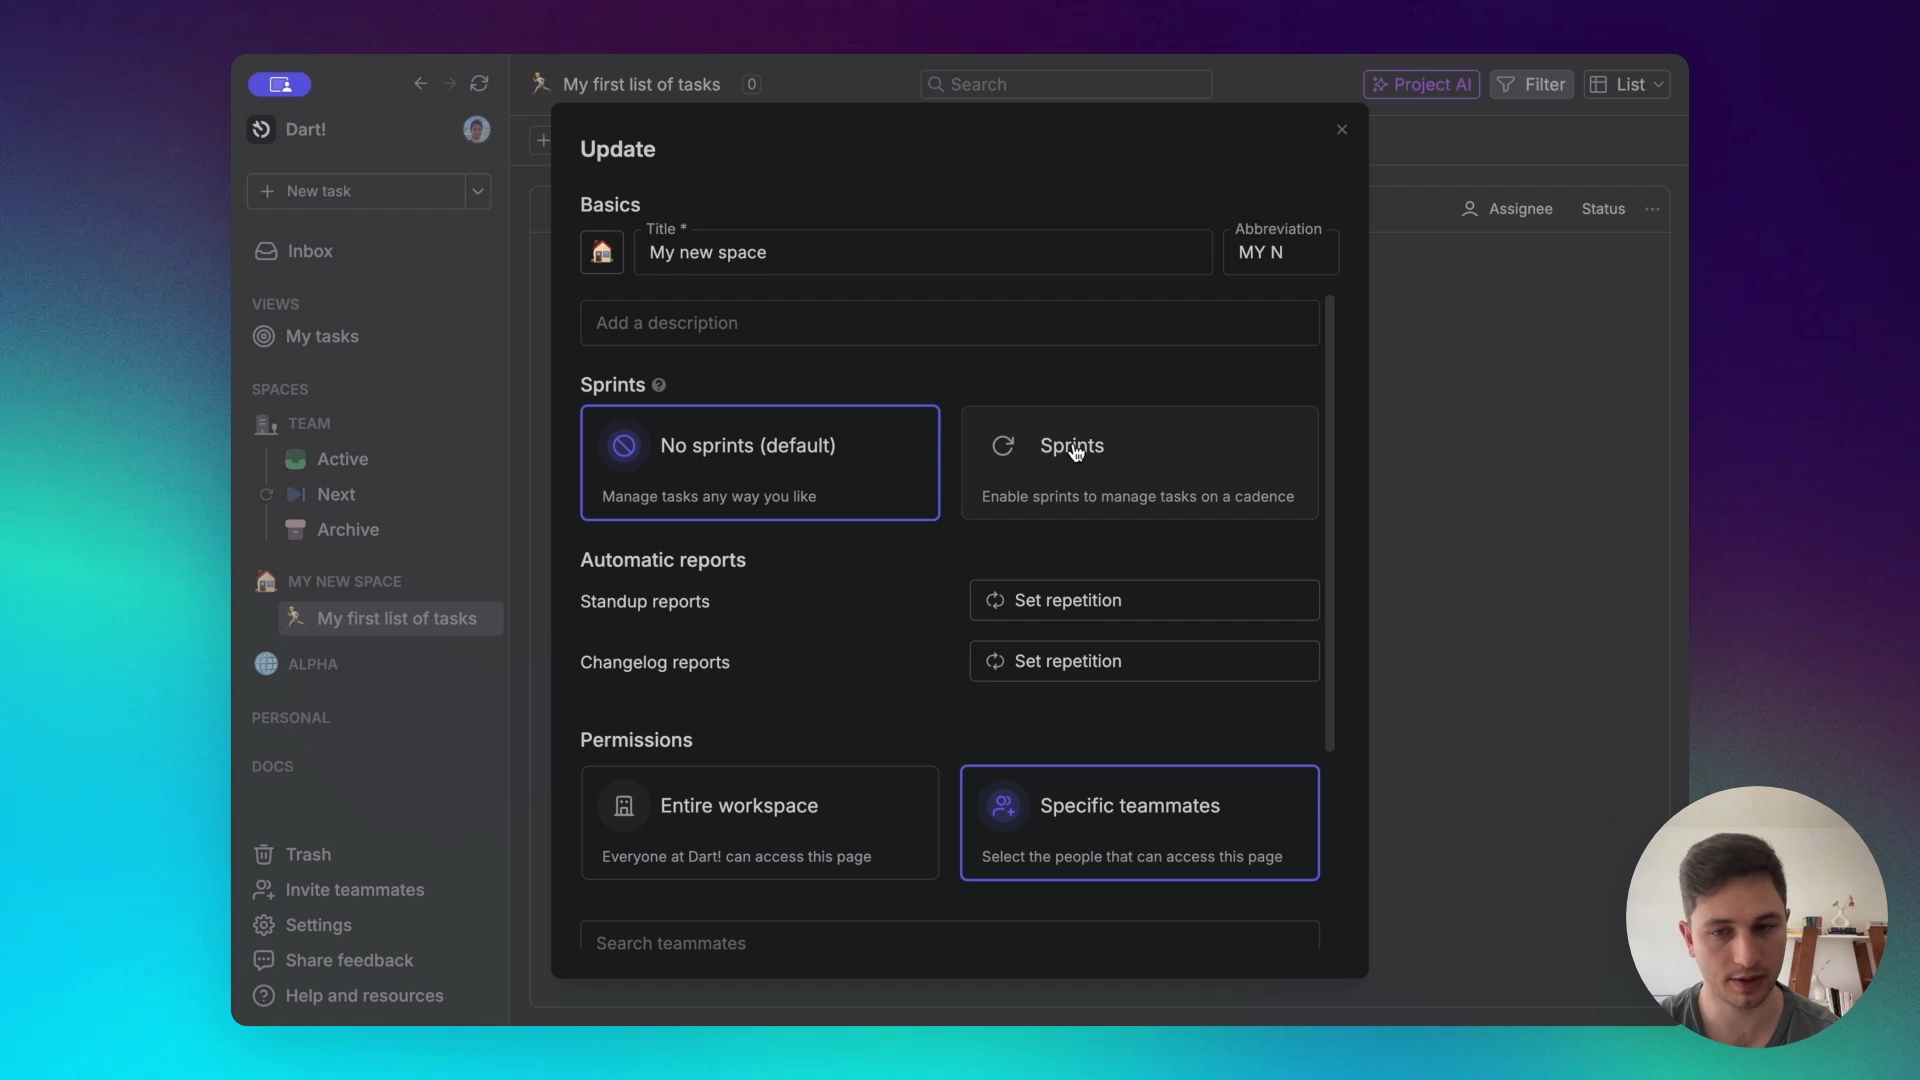 My first list of tasks 0
Search
Project AI
Filter
List
Dart!
New task
Inbox
VIEWS
My tasks
SPACES
TEAM
Active
Next
Archive
MY NEW SPACE
My first list of tasks
ALPHA
PERSONAL
DOCS
Trash
Invite teammates
Settings
Share feedback
Help and resources
Assignee Status
Update
Basics
Title *
My new space
Abbreviation
MY N
Add a description
Sprints
No sprints (default)
Manage tasks any way you like
Sprints
Enable sprints to manage tasks on a cadence
Automatic reports
Standup reports
Set repetition
Changelog reports
Set repetition
Permissions
Entire workspace
Everyone at Dart! can access this page
Specific teammates
Select the people that can access this page
Search teammates